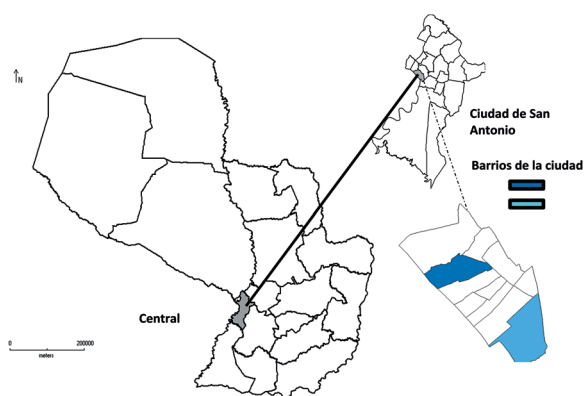 N
Ciudad de San
Antonio
Barrios de la ciudad
Central
0
200000
meters